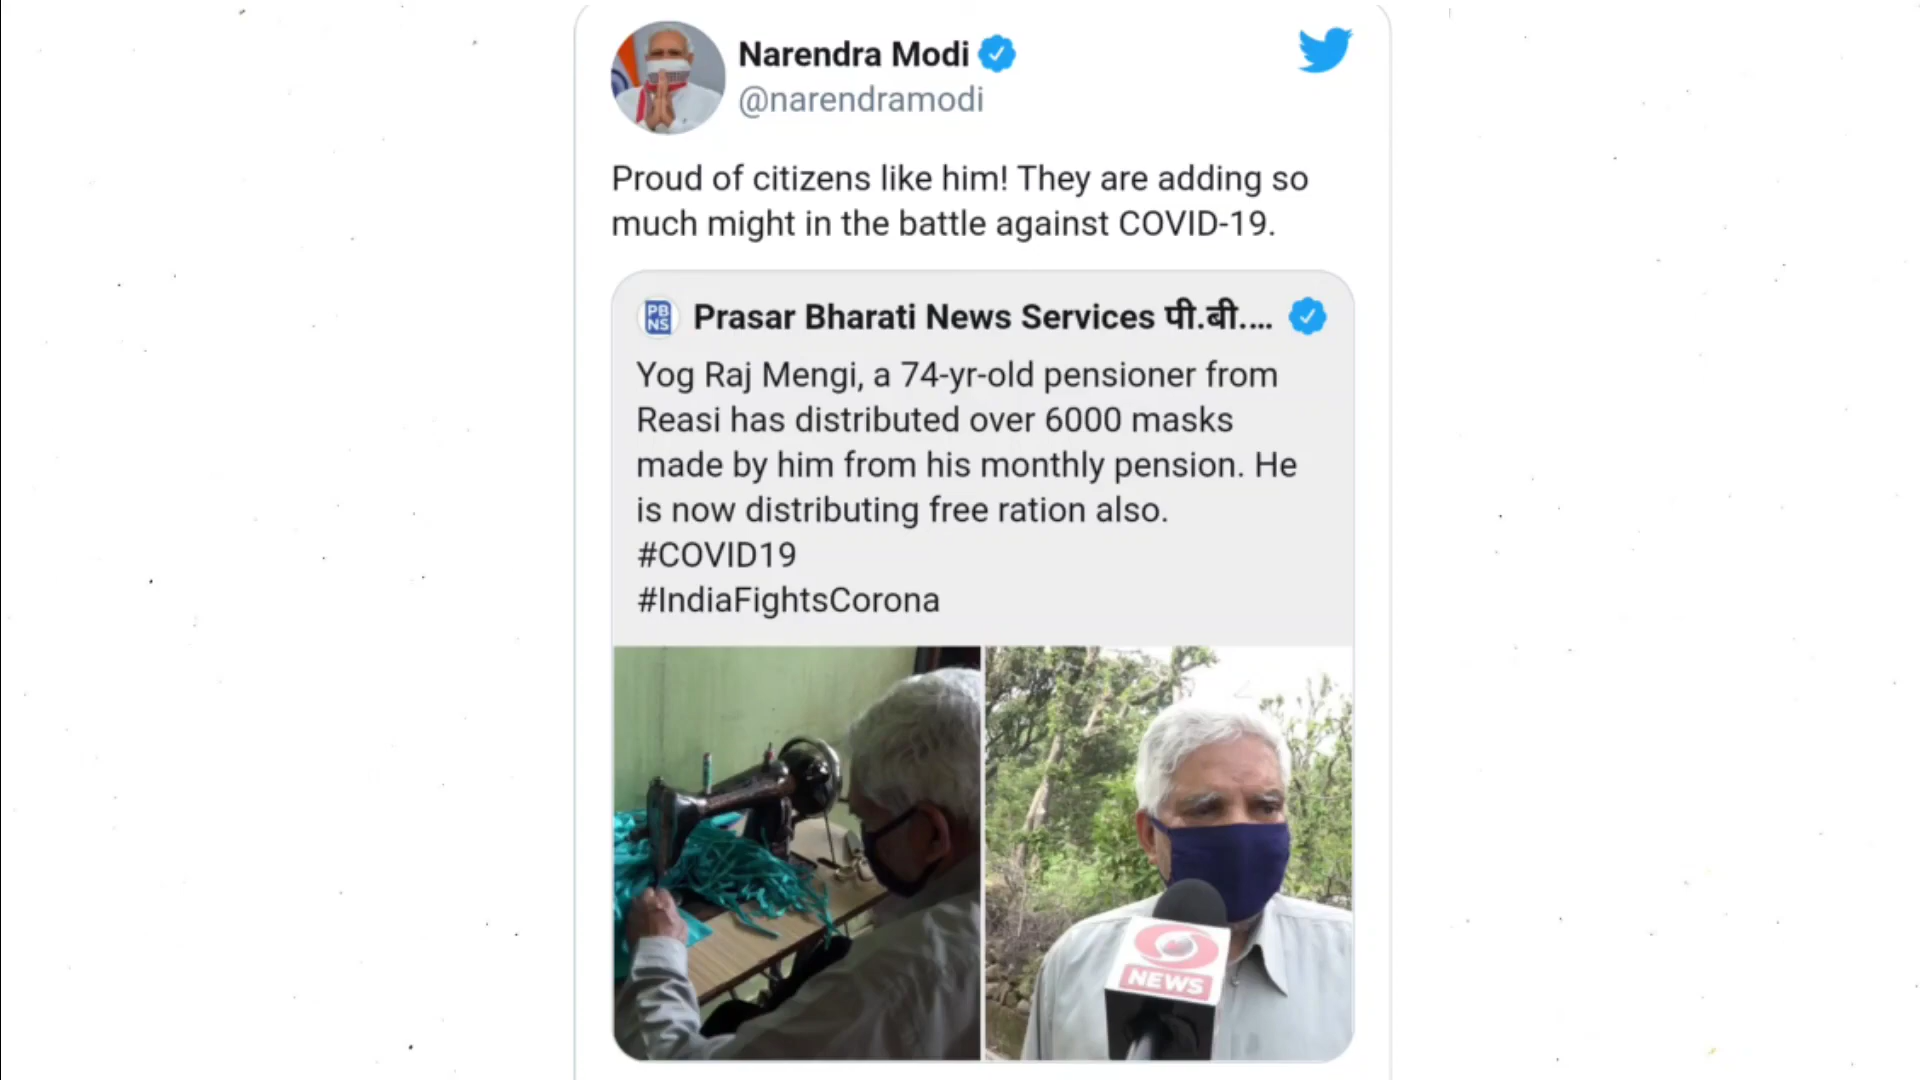 Narendra Modi
@narendramodi
Proud of citizens like him! They are adding so
much might in the battle against COVID-19.
PB
NS
Prasar Bharati News Services पी.बी....
Yog Raj Mengi, a 74-yr-old pensioner from
Reasi has distributed over 6000 masks
made by him from his monthly pension. He
is now distributing free ration also.
#COVID19
#IndiaFightsCorona
NEWS